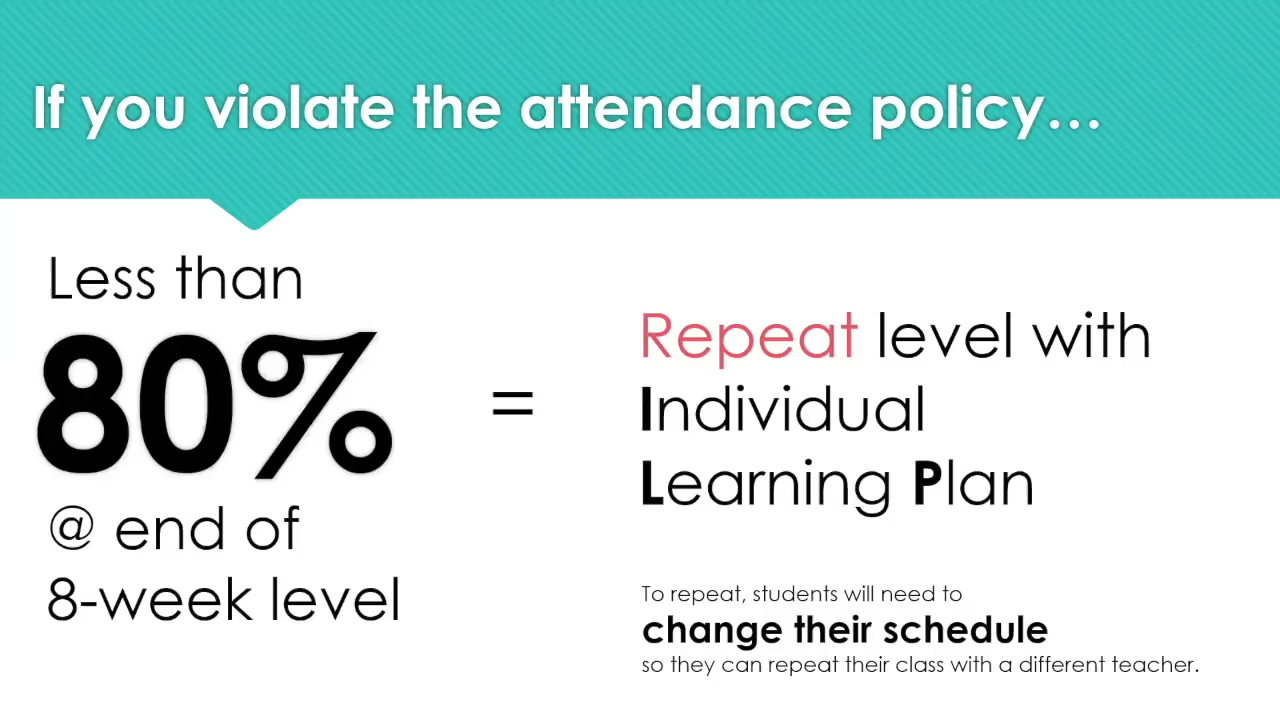 If you violate the attendance policy...
Less than
80%
@ end of
8-week level
=
Repeat level with
Individual
Learning Plan
To repeat, students will need to
change their schedule
so they can repeat their class with a different teacher.